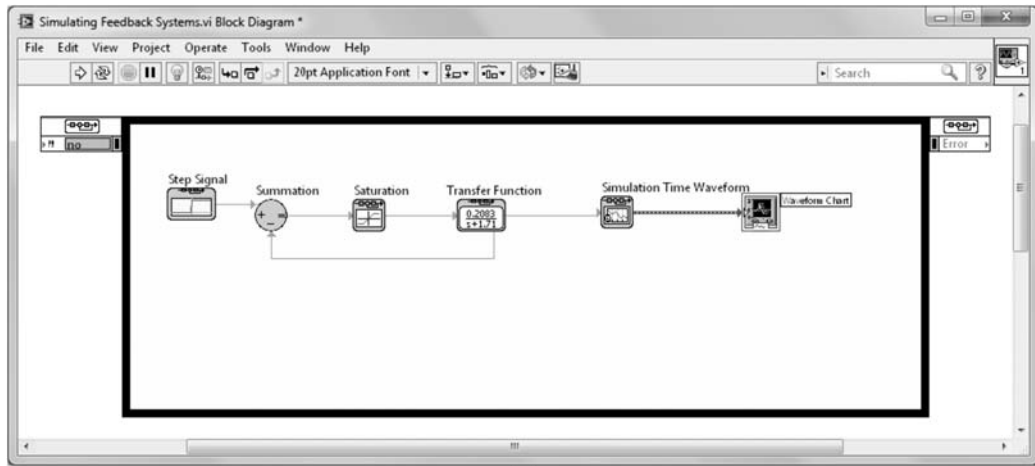 Simulating Feedback Systems.vi Block Diagram *
File Edit View Project Operate Tools Window Help
20pt Application Font
Search
1
no
Error
Step Signal
Summation
Saturation
Transfer Function
Simulation Time Waveform
Waveform Chart
0.2083
s+1.71